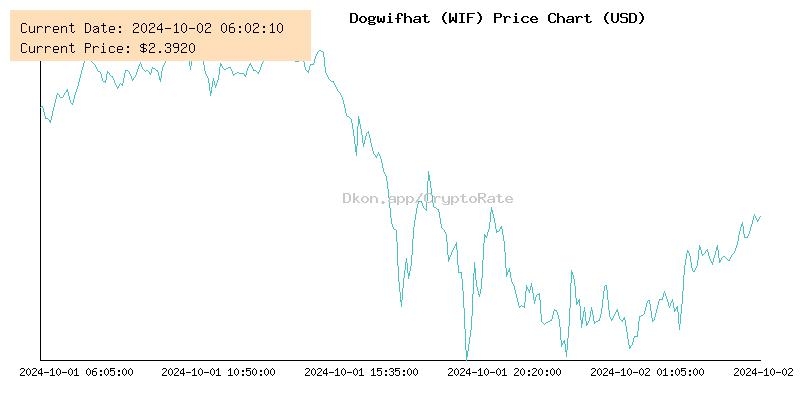 Dogwifhat (WIF) Price Chart (USD)
Current Date: 2024-10-02 06:02:10
Current Price: $2.3920
Dkon.app/CryptoRate
2024-10-01 06:05:00 2024-10-01 10:50:00 2024-10-01 15:35:00 2024-10-01 20:20:00 2024-10-02 01:05:00 2024-10-02